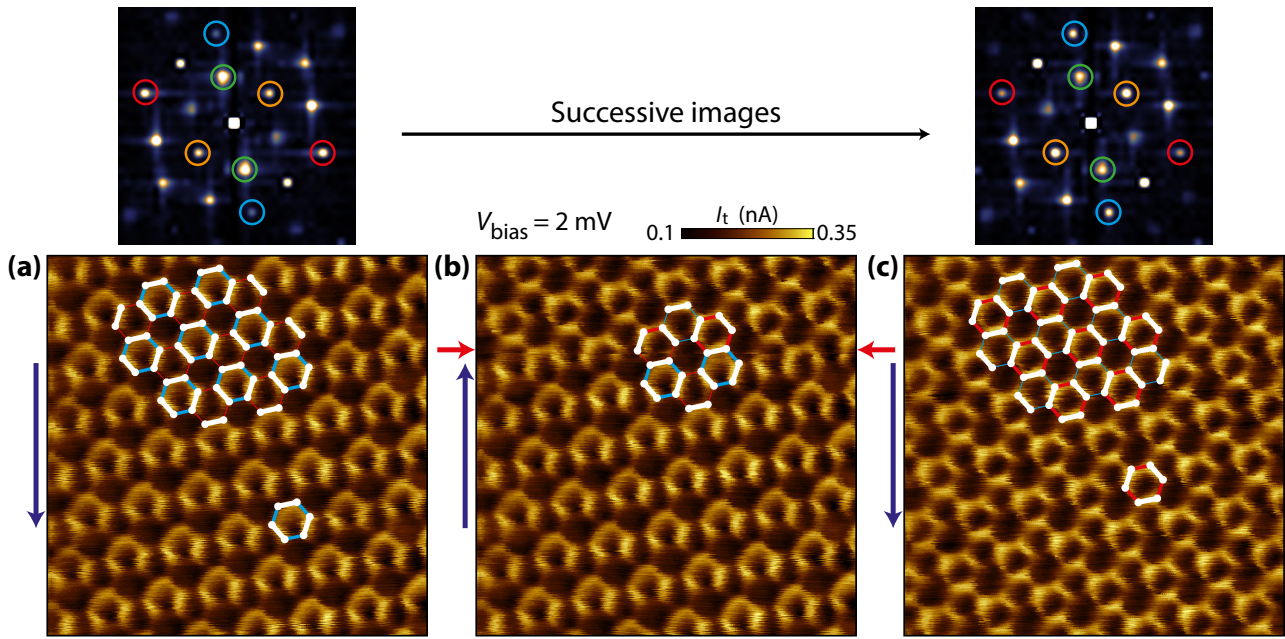 Successive images
V_bias = 2 mV
I_t (nA)
0.1 0.35
(a)
(b)
(c)